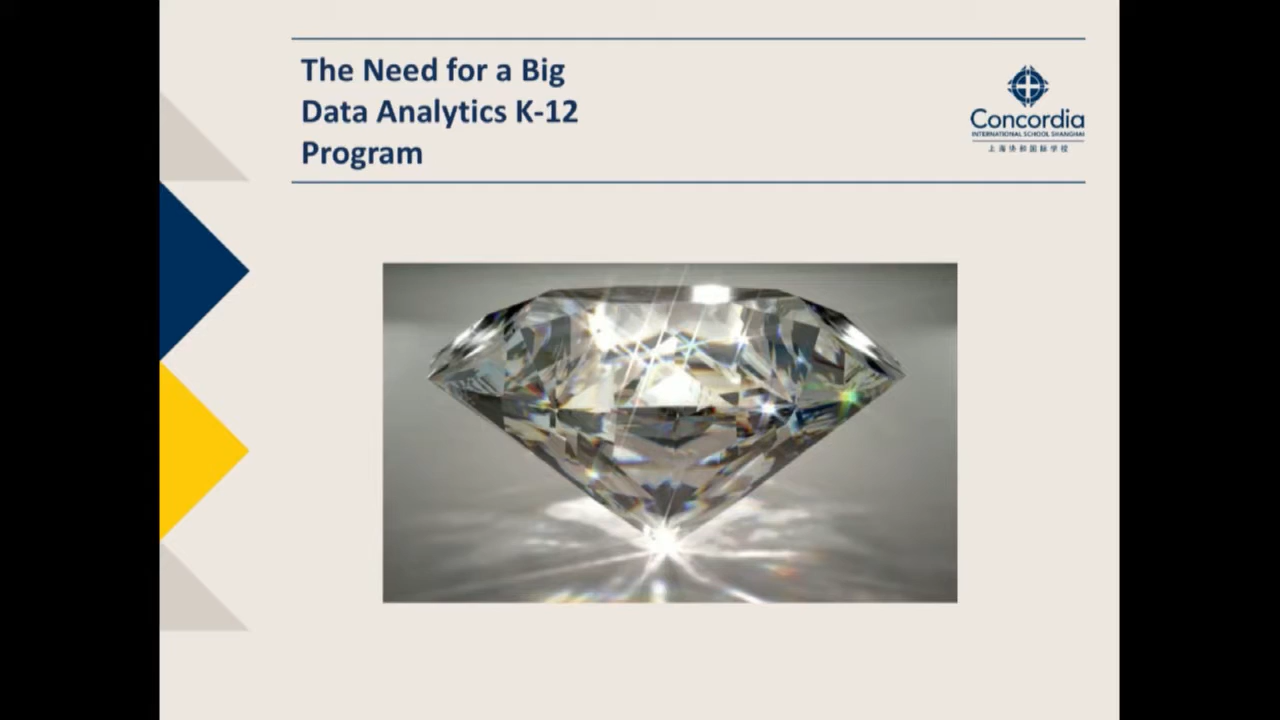 The Need for a Big
Data Analytics K-12
Program
Concordia
INTERNATIONAL SCHOOL SHANGHAI
上海协和国际学校